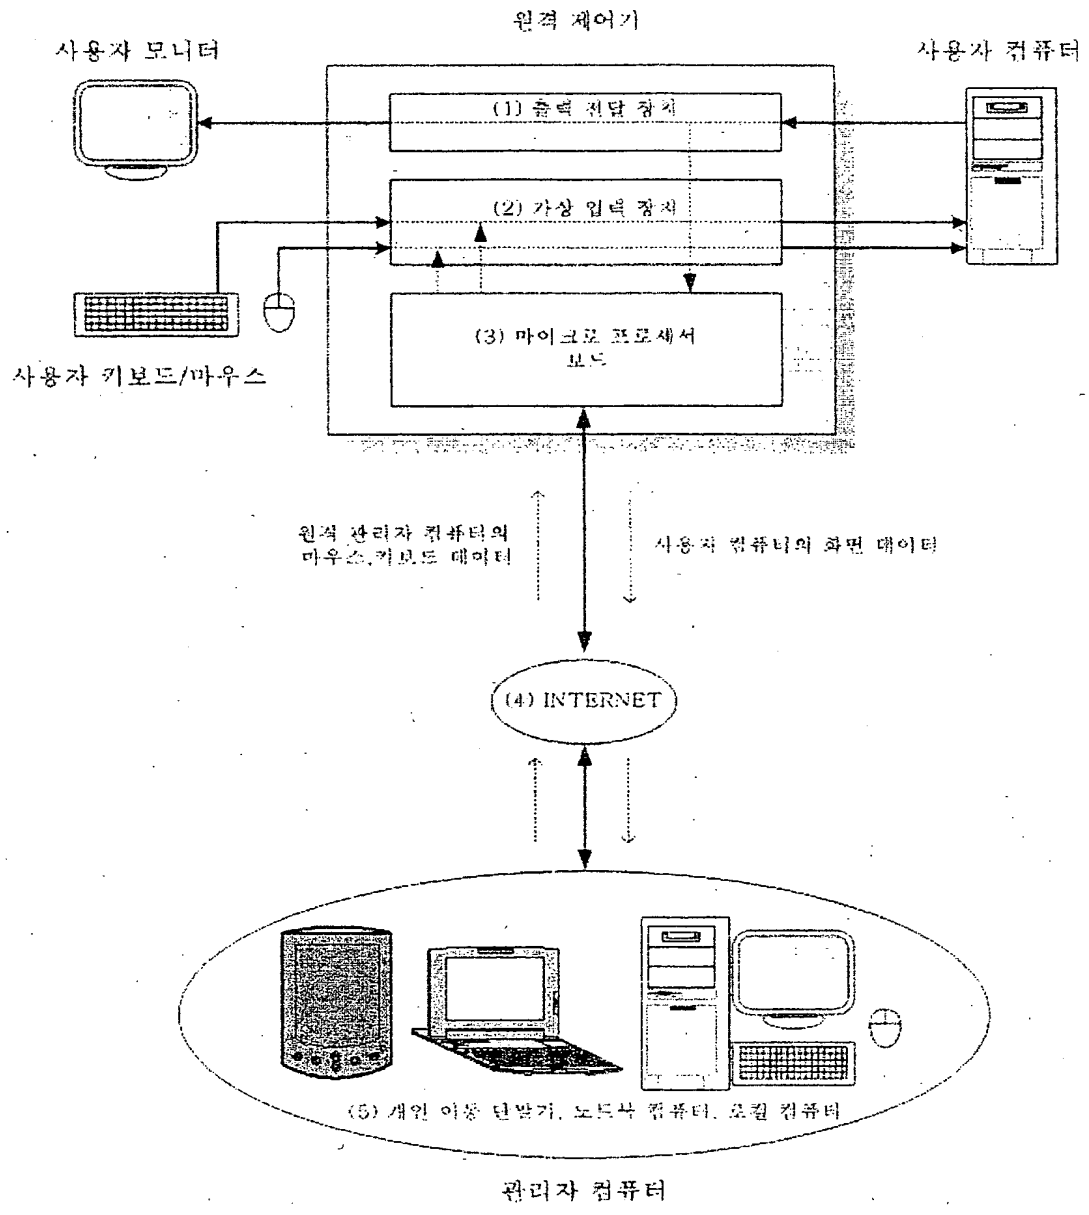 원격 제어기
사용자 모니터
사용자 컴퓨터
(1) 출력 전달 장치
(2) 가상 입력 장치
(3) 마이크로 프로세서
보드
사용자 키보드/마우스
원격 관리자 컴퓨터의
마우스,키보드 데이터
사용자 컴퓨터의 화면 데이터
(4) INTERNET
(5) 개인 이동 단말기, 노트북 컴퓨터, 로컬 컴퓨터
관리자 컴퓨터